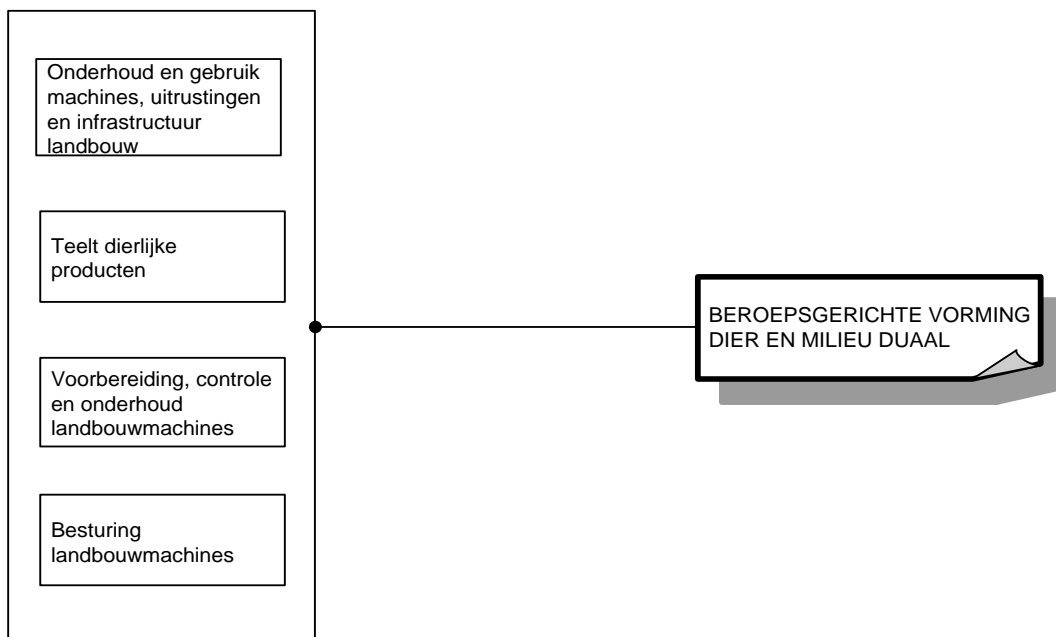 Onderhoud en gebruik
machines, uitrustingen
en infrastructuur
landbouw
Teelt dierlijke
producten
Voorbereiding, controle
en onderhoud
landbouwmachines
Besturing
landbouwmachines
BEROEPSGERICHTE VORMING
DIER EN MILIEU DUAAL